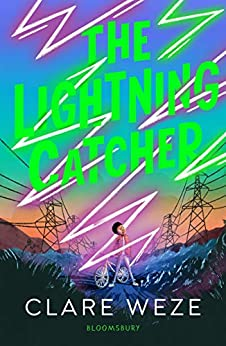 THE
LIGHTNING
CATCHER
CLARE WEZE
BLOOMSBURY